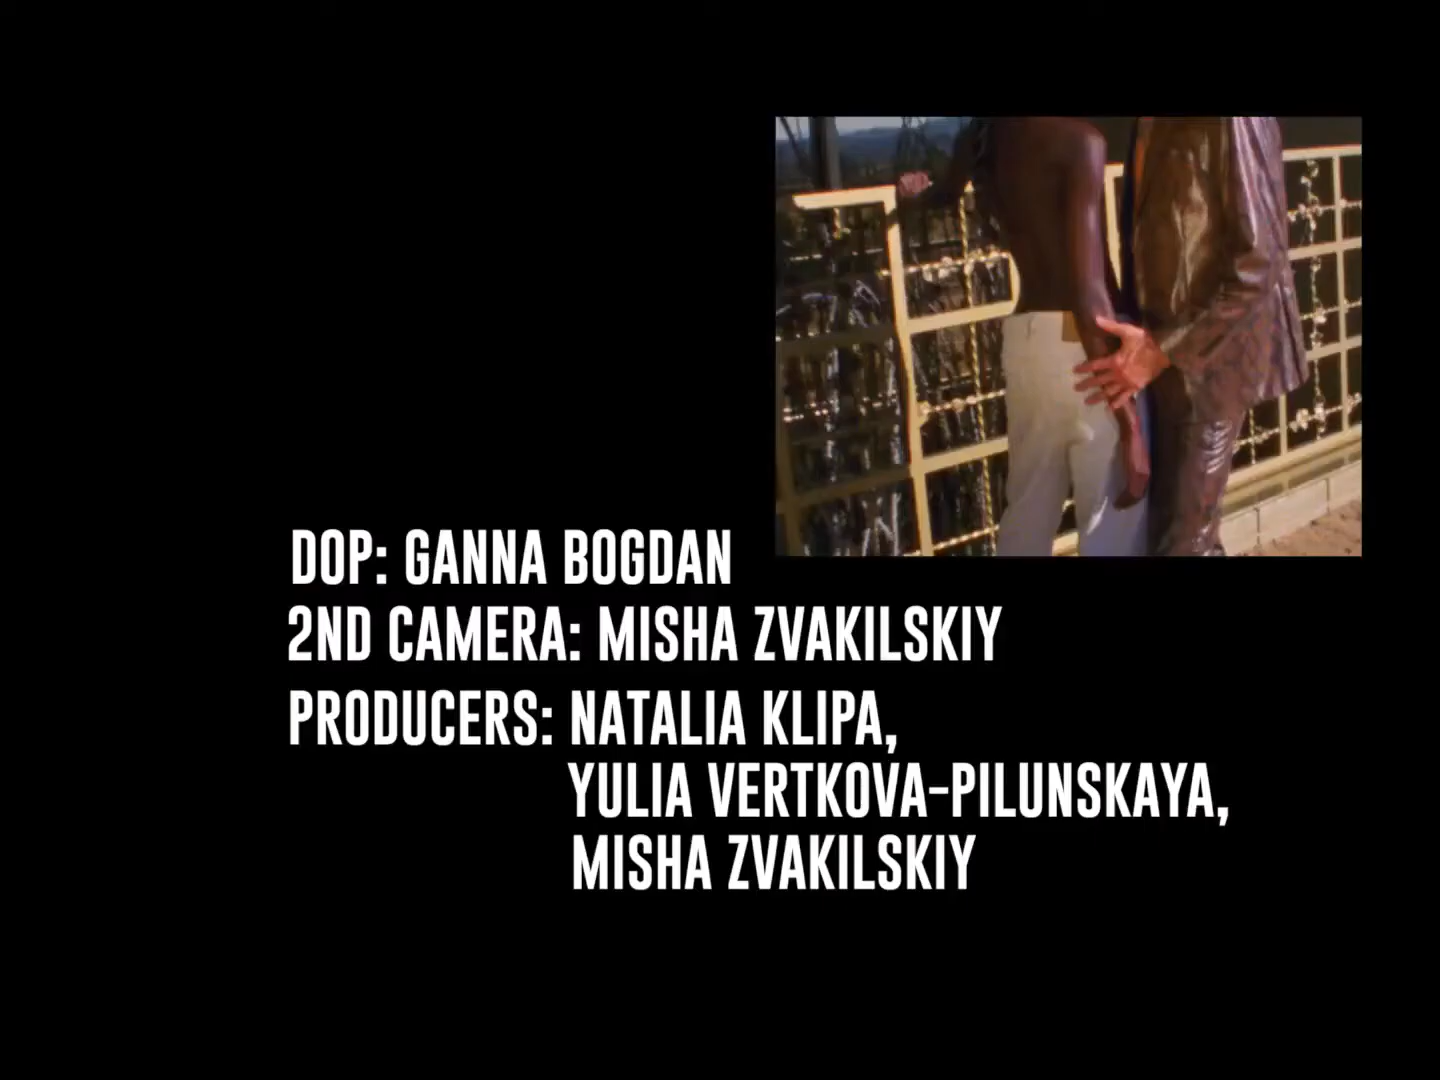 DOP: GANNA BOGDAN
2ND CAMERA: MISHA ZVAKILSKIY
PRODUCERS: NATALIA KLIPA,
YULIA VERTKOVA-PILUNSKAYA,
MISHA ZVAKILSKIY